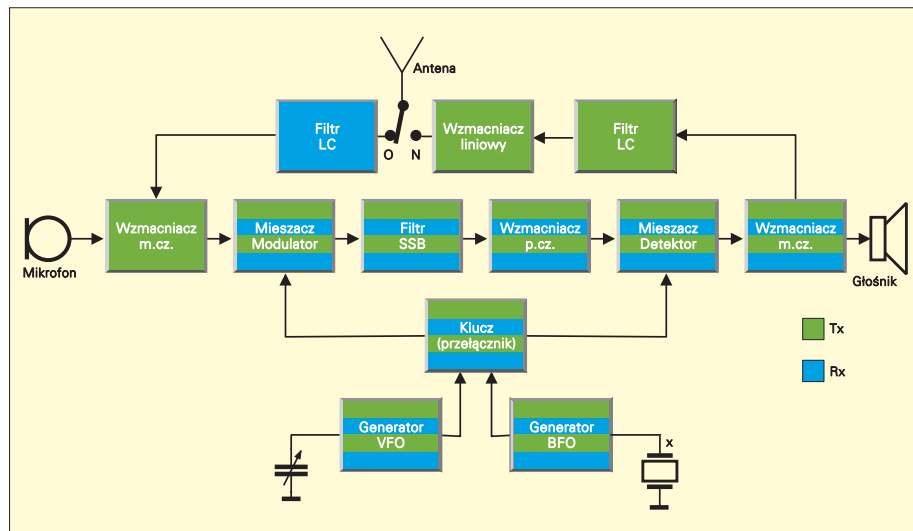 Antena
Filtr
LC
O
N
Wzmacniacz
liniowy
Filtr
LC
Mikrofon
Wzmacniacz
m.cz.
Mieszacz
Modulator
Filtr
SSB
Wzmacniacz
p.cz.
Mieszacz
Detektor
Wzmacniacz
m.cz.
Głośnik
Klucz
(przełącznik)
Tx
Rx
Generator
VFO
Generator
BFO
x